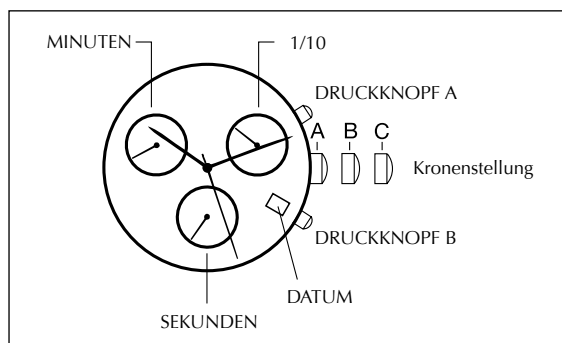 MINUTEN
1/10
DRUCKKNOPF A
A B C
Kronenstellung
DRUCKKNOPF B
DATUM
SEKUNDEN